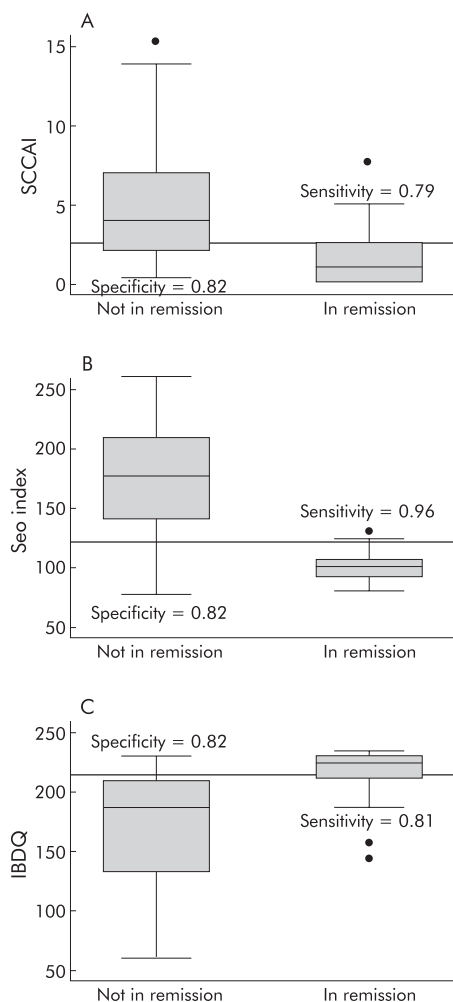 A
15
10
5
0
SCCAI
Sensitivity = 0.79
Specificity = 0.82
Not in remission
In remission
B
250
200
150
100
50
Seo index
Sensitivity = 0.96
Specificity = 0.82
Not in remission
In remission
C
250
200
150
100
50
IBDQ
Specificity = 0.82
Sensitivity = 0.81
Not in remission
In remission